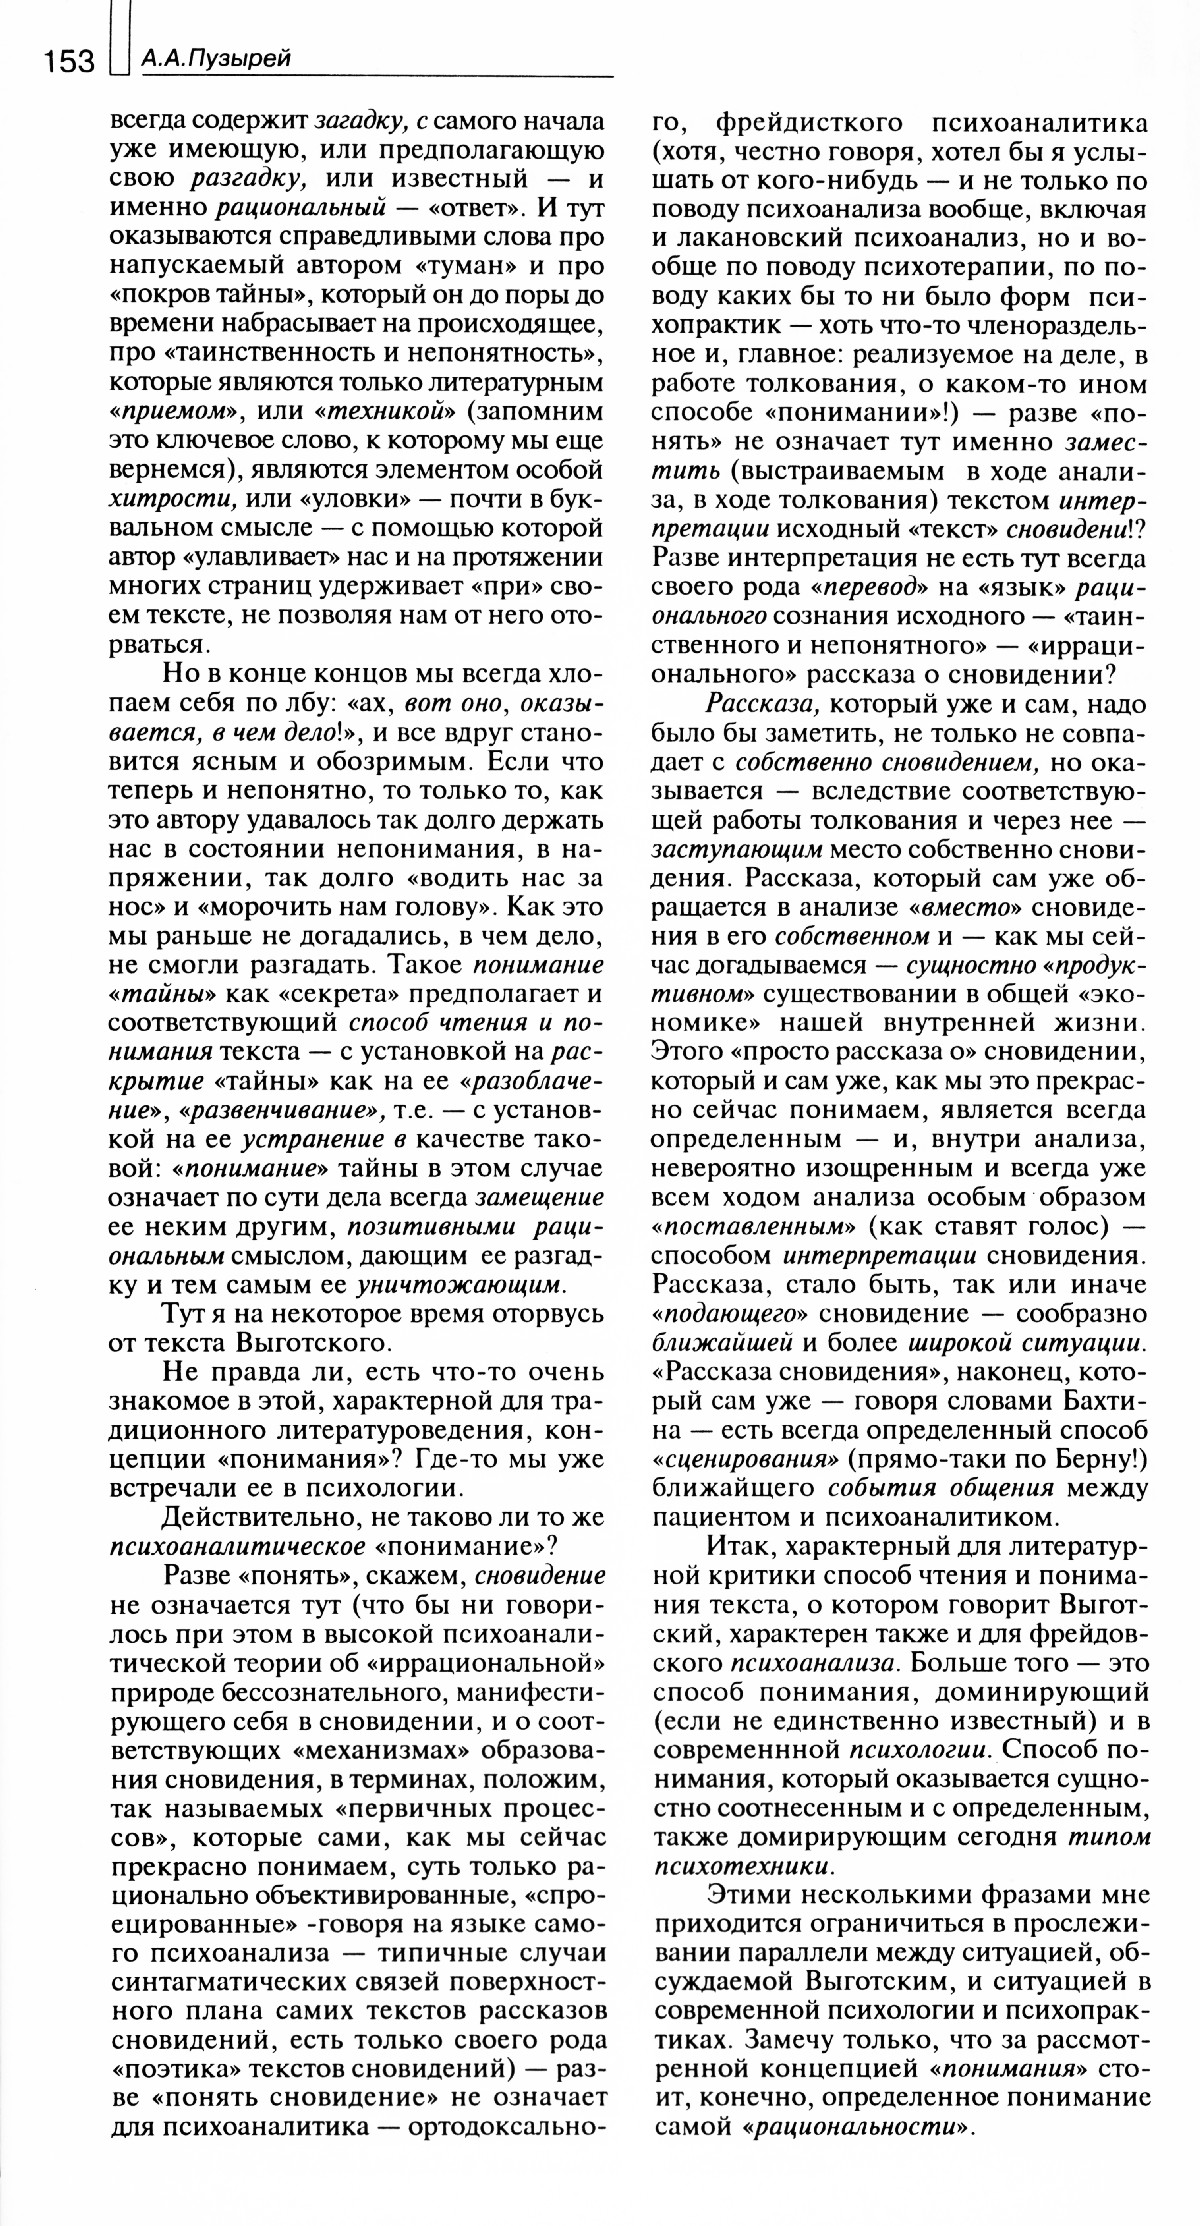 153
А.А.Пузырей
всегда содержит загадку, с самого начала
уже имеющую, или предполагающую
свою разгадку, или известный — и
именно рациональный — «ответ». И тут
оказываются справедливыми слова про
напускаемый автором «туман» и про
«покров тайны», который он до поры до
времени набрасывает на происходящее,
про «таинственность и непонятность»,
которые являются только литературным
«приемом», или «техникой» (запомним
это ключевое слово, к которому мы еще
вернемся), являются элементом особой
хитрости, или «уловки» — почти в бук-
вальном смысле — с помощью которой
автор «улавливает» нас и на протяжении
многих страниц удерживает «при» сво-
ем тексте, не позволяя нам от него ото-
рваться.
Но в конце концов мы всегда хло-
паем себя по лбу: «ах, вот оно, оказы-
вается, в чем дело!», и все вдруг стано-
вится ясным и обозримым. Если что
теперь и непонятно, то только то, как
это автору удавалось так долго держать
нас в состоянии непонимания, в на-
пряжении, так долго «водить нас за
нос» и «морочить нам голову». Как это
мы раньше не догадались, в чем дело,
не смогли разгадать. Такое понимание
«тайны» как «секрета» предполагает и
соответствующий способ чтения и по-
нимания текста — с установкой на рас-
крытие «тайны» как на ее «разоблаче-
ние», «развенчивание», т.е. — с установ-
кой на ее устранение в качестве тако-
вой: «понимание» тайны в этом случае
означает по сути дела всегда замещение
ее неким другим, позитивными раци-
ональным смыслом, дающим ее разгад-
ку и тем самым ее уничтожающим.
Тут я на некоторое время оторвусь
от текста Выготского.
Не правда ли, есть что-то очень
знакомое в этой, характерной для тра-
диционного литературоведения, кон-
цепции «понимания»? Где-то мы уже
встречали ее в психологии.
Действительно, не таково ли то же
психоаналитическое «понимание»?
Разве «понять», скажем, сновидение
не означается тут (что бы ни говори-
лось при этом в высокой психоанали-
тической теории об «иррациональной»
природе бессознательного, манифести-
рующего себя в сновидении, и о соот-
ветствующих «механизмах» образова-
ния сновидения, в терминах, положим,
так называемых «первичных процес-
сов», которые сами, как мы сейчас
прекрасно понимаем, суть только ра-
ционально объективированные, «спро-
ецированные» -говоря на языке само-
го психоанализа — типичные случаи
синтагматических связей поверхност-
ного плана самих текстов рассказов
сновидений, есть только своего рода
«поэтика» текстов сновидений) — раз-
ве «понять сновидение» не означает
для психоаналитика — ортодоксально-
го, фрейдисткого психоаналитика
(хотя, честно говоря, хотел бы я услы-
шать от кого-нибудь — и не только по
поводу психоанализа вообще, включая
и лакановский психоанализ, но и во-
обще по поводу психотерапии, по по-
воду каких бы то ни было форм пси-
хопрактик — хоть что-то членораздель-
ное и, главное: реализуемое на деле, в
работе толкования, о каком-то ином
способе «понимании»!) — разве «по-
нять» не означает тут именно замес-
тить (выстраиваемым в ходе анали-
за, в ходе толкования) текстом интер-
претации исходный «текст» сновидени!?
Разве интерпретация не есть тут всегда
своего рода «перевод» на «язык» раци-
онального сознания исходного — «таин-
ственного и непонятного» — «ирраци-
онального» рассказа о сновидении?
Рассказа, который уже и сам, надо
было бы заметить, не только не совпа-
дает с собственно сновидением, но ока-
зывается — вследствие соответствую-
щей работы толкования и через нее —
заступающим место собственно снови-
дения. Рассказа, который сам уже об-
ращается в анализе «вместо» сновиде-
ния в его собственном и — как мы сей-
час догадываемся — сущностно «продук-
тивном» существовании в общей «эко-
номике» нашей внутренней жизни.
Этого «просто рассказа о» сновидении,
который и сам уже, как мы это прекрас-
но сейчас понимаем, является всегда
определенным — и, внутри анализа,
невероятно изощренным и всегда уже
всем ходом анализа особым образом
«поставленным» (как ставят голос) —
способом интерпретации сновидения.
Рассказа, стало быть, так или иначе
«подающего» сновидение — сообразно
ближайшей и более широкой ситуации.
«Рассказа сновидения», наконец, кото-
рый сам уже — говоря словами Бахти-
на — есть всегда определенный способ
«сценирования» (прямо-таки по Берну!)
ближайщего события общения между
пациентом и психоаналитиком.
Итак, характерный для литератур-
ной критики способ чтения и понима-
ния текста, о котором говорит Выгот-
ский, характерен также и для фрейдов-
ского психоанализа. Больше того — это
способ понимания, доминирующий
(если не единственно известный) и в
современнной психологии. Способ по-
нимания, который оказывается сущно-
стно соотнесенным и с определенным,
также домирирующим сегодня типом
психотехники.
Этими несколькими фразами мне
приходится ограничиться в прослежи-
вании параллели между ситуацией, об-
суждаемой Выготским, и ситуацией в
современной психологии и психопрак-
тиках. Замечу только, что за рассмот-
ренной концепцией «понимания» сто-
ит, конечно, определенное понимание
самой «рациональности».